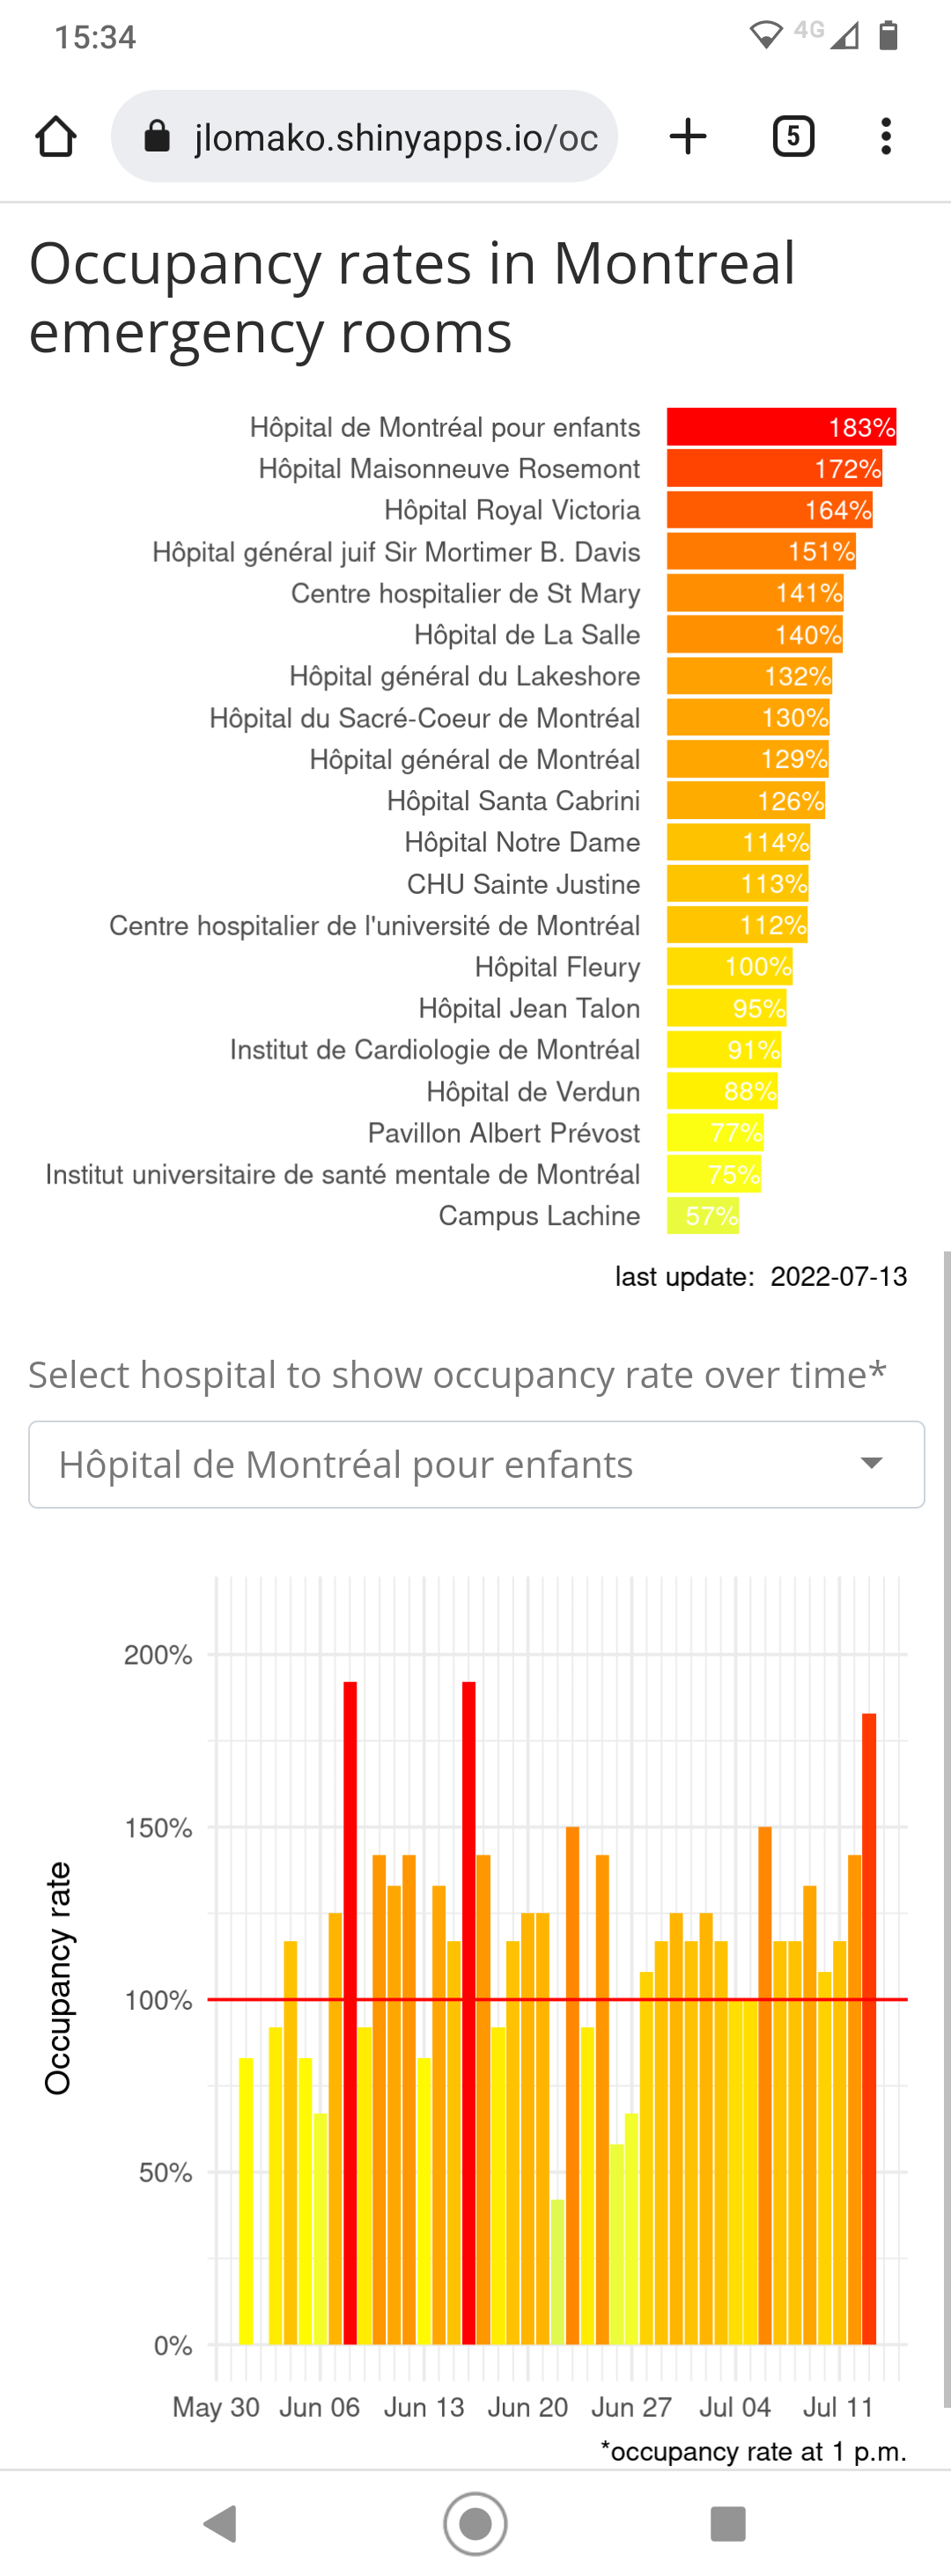 15:34
4G
jlomako.shinyapps.io/oc
5
Occupancy rates in Montreal
emergency rooms
Hôpital de Montréal pour enfants 183%
Hôpital Maisonneuve Rosemont 172%
Hôpital Royal Victoria 164%
Hôpital général juif Sir Mortimer B. Davis 151%
Centre hospitalier de St Mary 141%
Hôpital de La Salle 140%
Hôpital général du Lakeshore 132%
Hôpital du Sacré-Coeur de Montréal 130%
Hôpital général de Montréal 129%
Hôpital Santa Cabrini 126%
Hôpital Notre Dame 114%
CHU Sainte Justine 113%
Centre hospitalier de l'université de Montréal 112%
Hôpital Fleury 100%
Hôpital Jean Talon 95%
Institut de Cardiologie de Montréal 91%
Hôpital de Verdun 88%
Pavillon Albert Prévost 77%
Institut universitaire de santé mentale de Montréal 75%
Campus Lachine 57%
last update: 2022-07-13
Select hospital to show occupancy rate over time*
Hôpital de Montréal pour enfants
Occupancy rate
200%
150%
100%
50%
0%
May 30 Jun 06 Jun 13 Jun 20 Jun 27 Jul 04 Jul 11
*occupancy rate at 1 p.m.